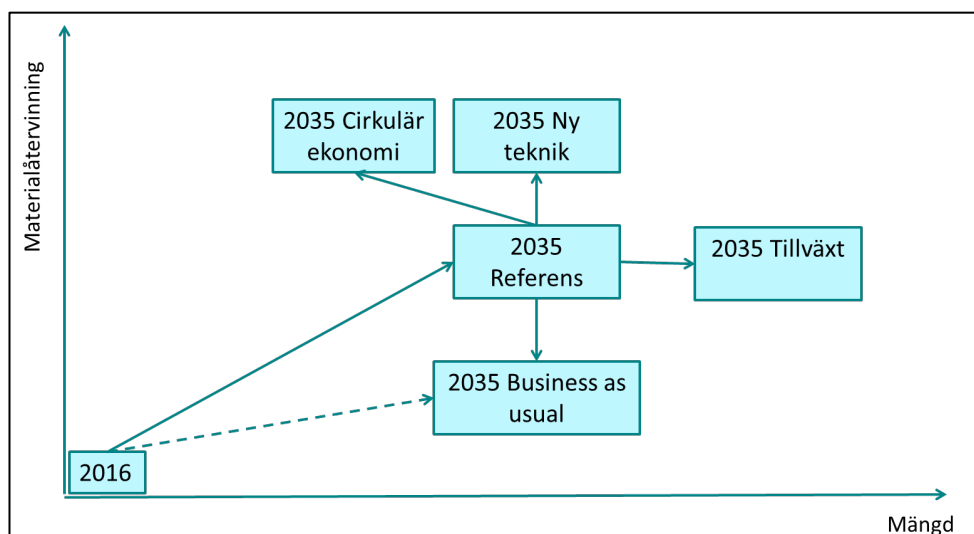 Materialåtervinning
2035 Cirkulär
ekonomi
2035 Ny
teknik
2035
Referens
2035 Tillväxt
2035 Business as
usual
2016
Mängd